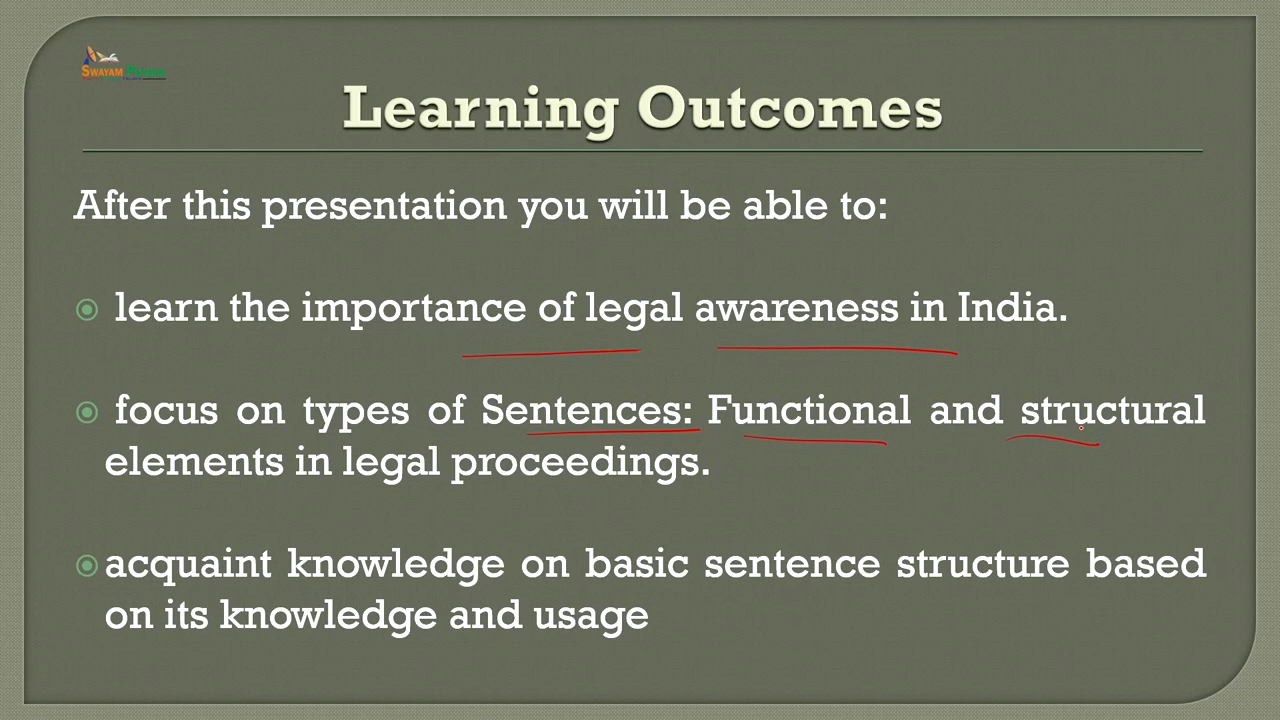 SWAYAM PRABHA
Learning Outcomes
After this presentation you will be able to:
learn the importance of legal awareness in India.
focus on types of Sentences: Functional and structural
elements in legal proceedings.
acquaint knowledge on basic sentence structure based
on its knowledge and usage